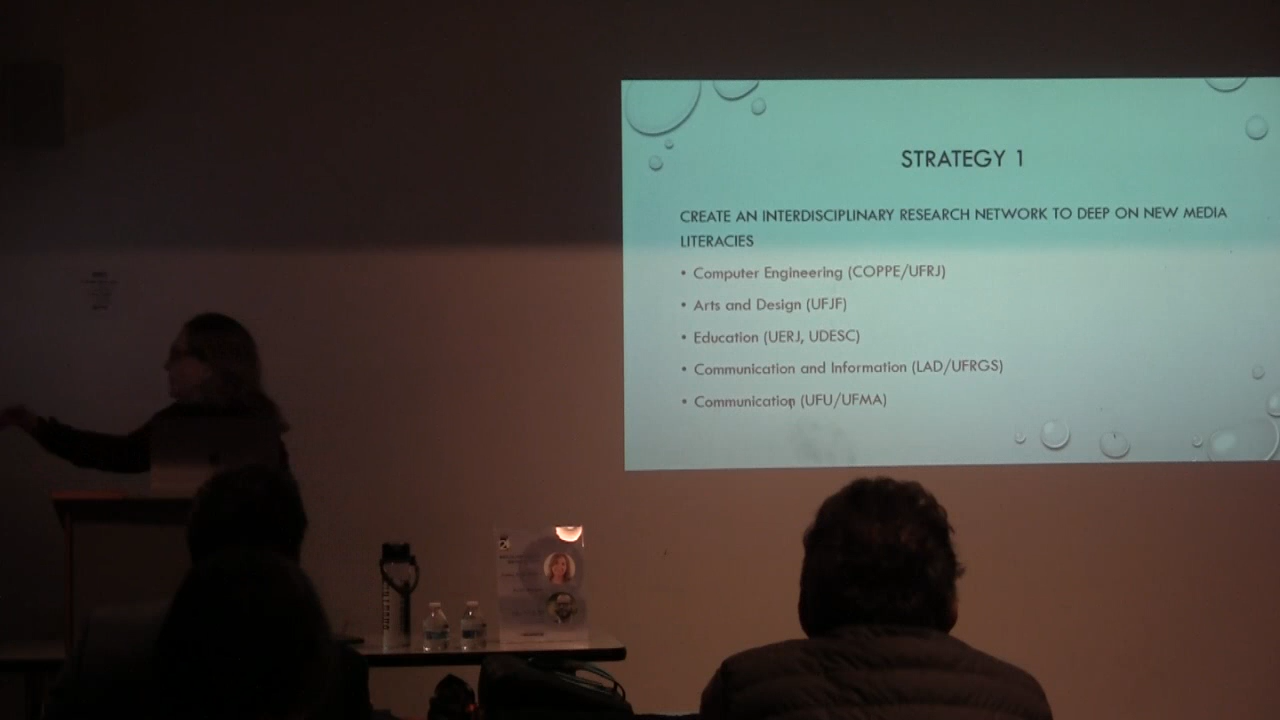 STRATEGY 1
CREATE AN INTERDISCIPLINARY RESEARCH NETWORK TO DEEP ON NEW MEDIA
LITERACIES
• Computer Engineering (COPPE/UFRJ)
• Arts and Design (UFJF)
• Education (UERJ, UDESC)
• Communication and Information (LAD/UFRGS)
• Communication (UFU/UFMA)